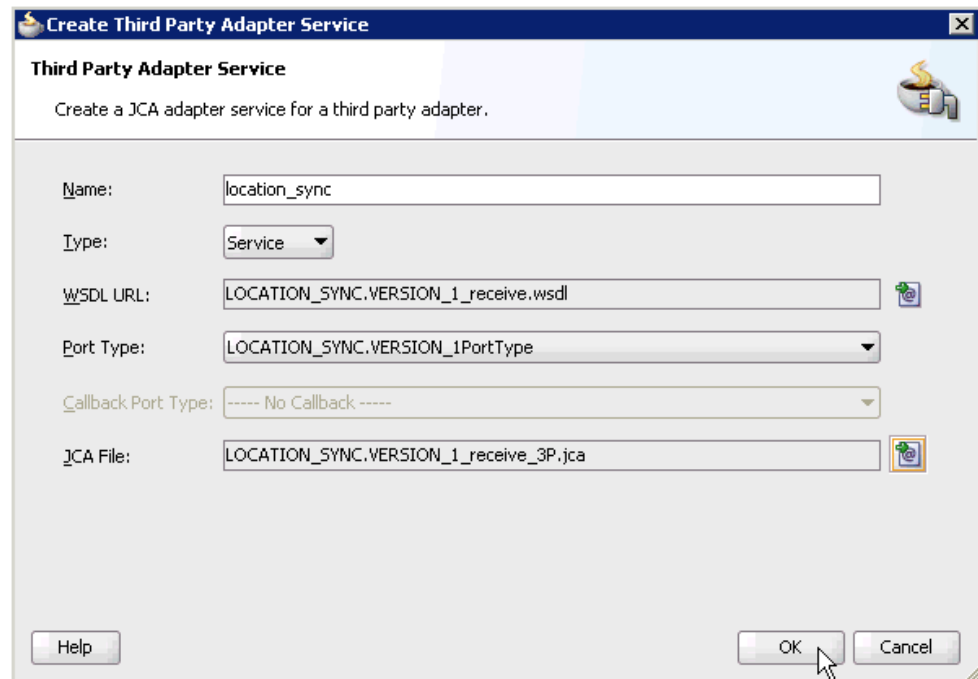 Create Third Party Adapter Service
Third Party Adapter Service
Create a JCA adapter service for a third party adapter.
Name: location_sync
Type: Service
WSDL URL: LOCATION_SYNC.VERSION_1_receive.wsdl
Port Type: LOCATION_SYNC.VERSION_1PortType
Callback Port Type: ----- No Callback -----
JCA File: LOCATION_SYNC.VERSION_1_receive_3P.jca
Help OK Cancel